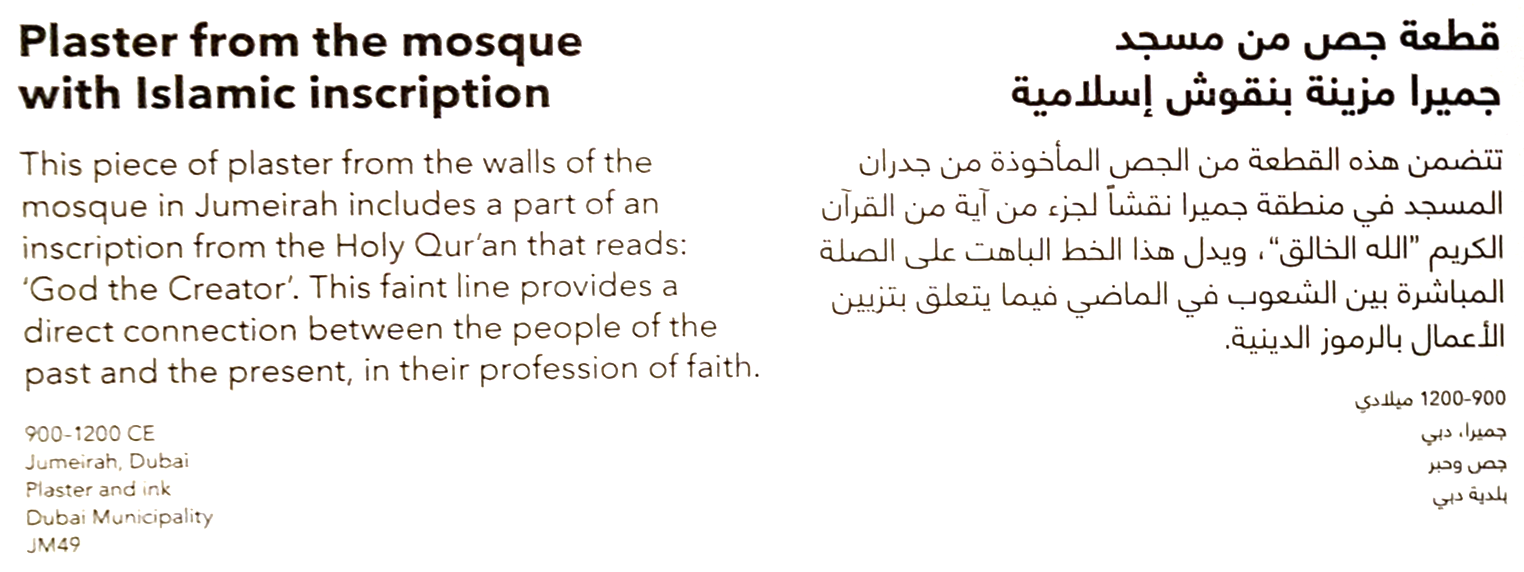 Plaster from the mosque
with Islamic inscription
This piece of plaster from the walls of the
mosque in Jumeirah includes a part of an
inscription from the Holy Qur’an that reads:
‘God the Creator’. This faint line provides a
direct connection between the people of the
past and the present, in their profession of faith.
900-1200 CE
Jumeirah, Dubai
Plaster and ink
Dubai Municipality
JM49
قطعة جص من مسجد
جميرا مزينة بنقوش إسلامية
تتضمن هذه القطعة من الجص المأخوذة من جدران
المسجد في منطقة جميرا نقشاً لجزء من آية من القرآن
الكريم ”الله الخالق“، ويدل هذا الخط الباهت على الصلة
المباشرة بين الشعوب في الماضي فيما يتعلق بتزيين
الأعمال بالرموز الدينية.
900-1200 ميلادي
جميرا، دبي
جص وحبر
بلدية دبي